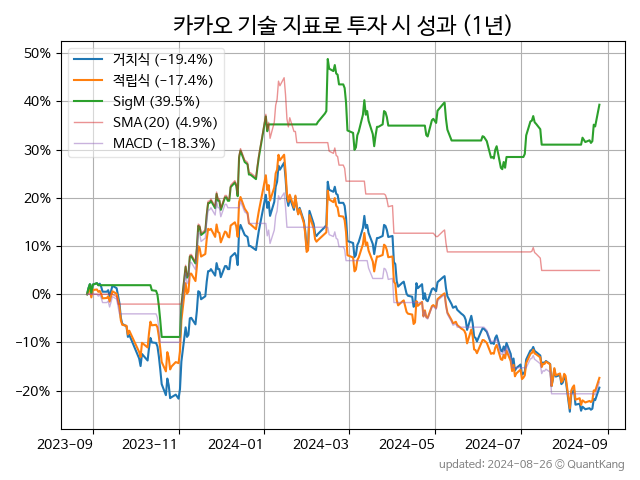 카카오 기술 지표로 투자 시 성과 (1년)
거치식 (−19.4%)
적립식 (−17.4%)
SigM (39.5%)
SMA(20) (4.9%)
MACD (−18.3%)
50%
40%
30%
20%
10%
0%
−10%
−20%
2023-09 2023-11 2024-01 2024-03 2024-05 2024-07 2024-09
updated: 2024-08-26 © QuantKang